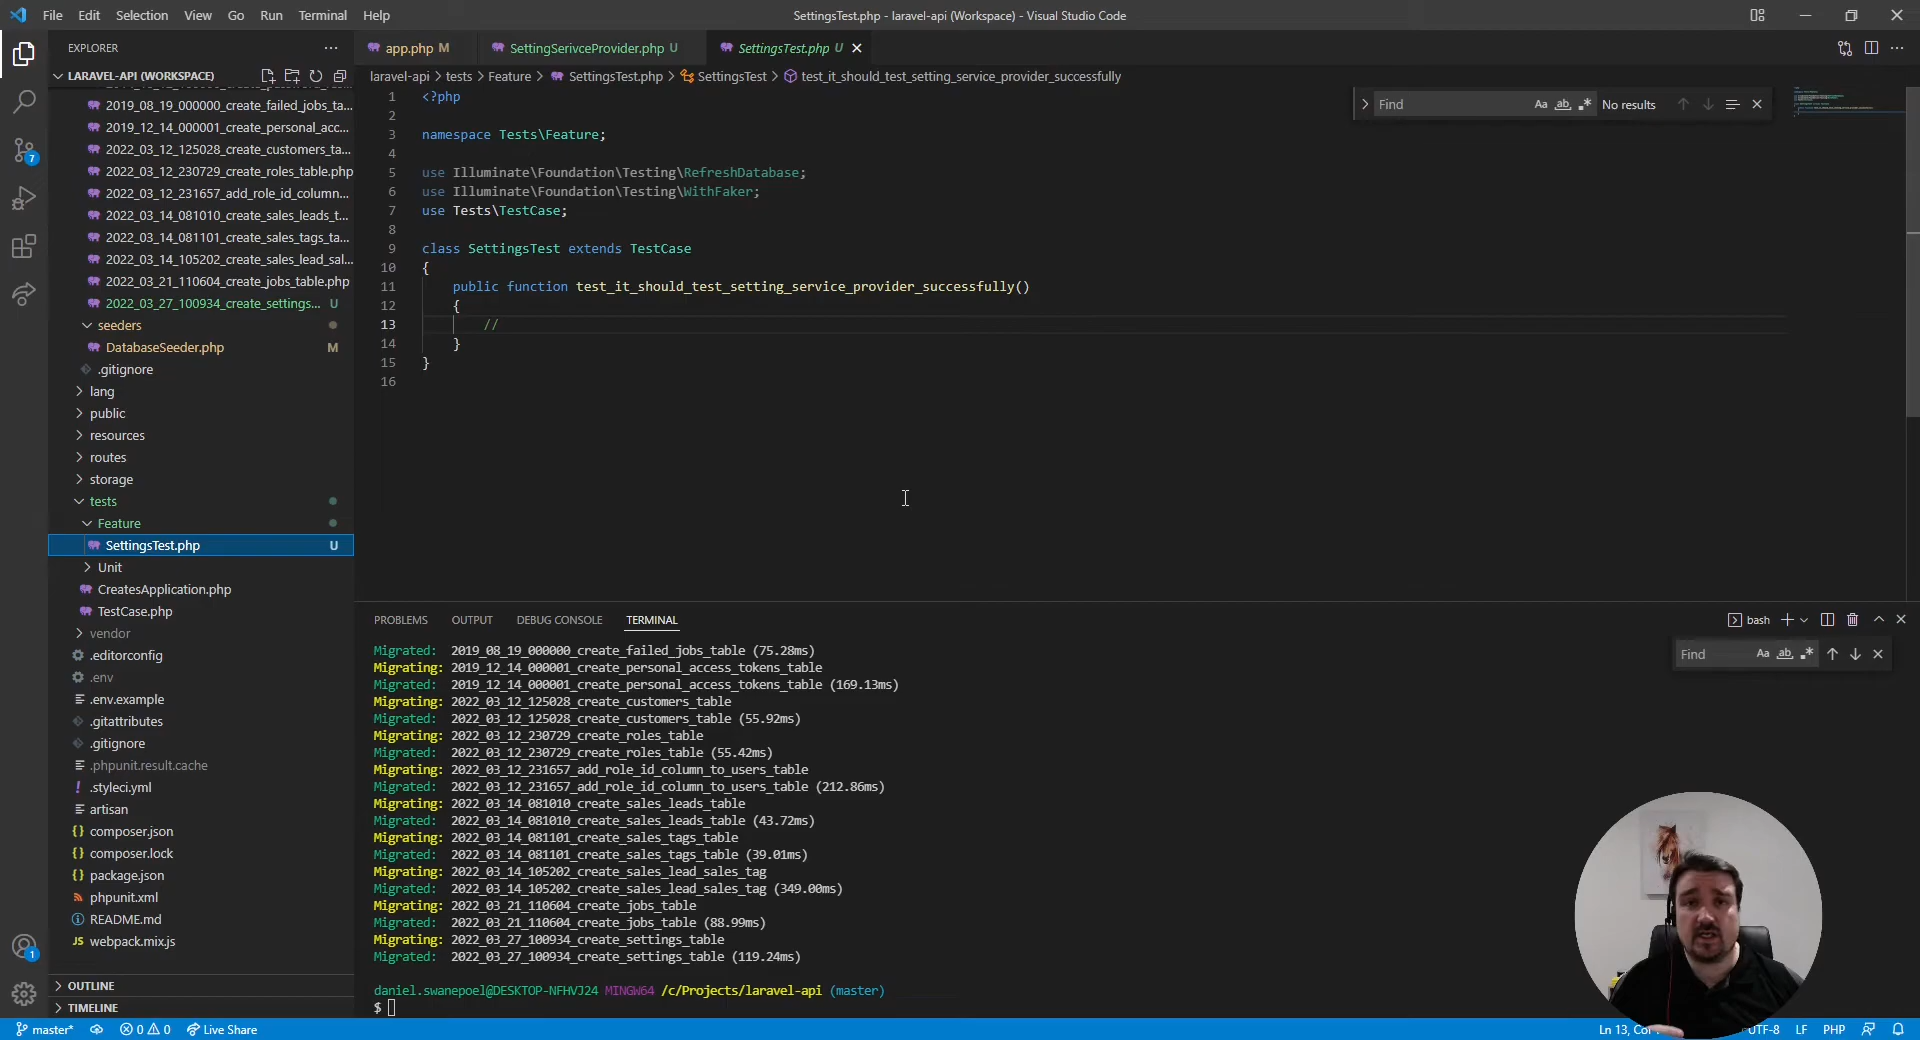 File Edit Selection View Go Run Terminal Help
SettingsTest.php - laravel-api (Workspace) - Visual Studio Code
EXPLORER
app.php M
SettingSerivceProvider.php U
SettingsTest.php U
LARAVEL-API (WORKSPACE)
laravel-api > tests > Feature > SettingsTest.php > SettingsTest > test_it_should_test_setting_service_provider_successfully
2019_08_19_000000_create_failed_jobs_ta...
2019_12_14_000001_create_personal_acc...
2022_03_12_125028_create_customers_ta...
2022_03_12_230729_create_roles_table.php
2022_03_12_231657_add_role_id_column...
2022_03_14_081010_create_sales_leads_t...
2022_03_14_081101_create_sales_tags_ta...
2022_03_14_105202_create_sales_lead_sal...
2022_03_21_110604_create_jobs_table.php
2022_03_27_100934_create_settings... U
seeders
DatabaseSeeder.php M
.gitignore
lang
public
resources
routes
storage
tests
Feature
SettingsTest.php U
Unit
CreatesApplication.php
TestCase.php
vendor
.editorconfig
.env
.env.example
.gitattributes
.gitignore
.phpunit.result.cache
.styleci.yml
artisan
composer.json
composer.lock
package.json
phpunit.xml
README.md
JS webpack.mix.js
OUTLINE
TIMELINE
7
1
1 <?php
2
3 namespace Tests\Feature;
4
5 use Illuminate\Foundation\Testing\RefreshDatabase;
6 use Illuminate\Foundation\Testing\WithFaker;
7 use Tests\TestCase;
8
9 class SettingsTest extends TestCase
10 {
11 public function test_it_should_test_setting_service_provider_successfully()
12 {
13 //
14 }
15 }
16
Find Aa ab No results
PROBLEMS OUTPUT DEBUG CONSOLE TERMINAL
bash
Find Aa ab
Migrated: 2019_08_19_000000_create_failed_jobs_table (75.28ms)
Migrating: 2019_12_14_000001_create_personal_access_tokens_table
Migrated: 2019_12_14_000001_create_personal_access_tokens_table (169.13ms)
Migrating: 2022_03_12_125028_create_customers_table
Migrated: 2022_03_12_125028_create_customers_table (55.92ms)
Migrating: 2022_03_12_230729_create_roles_table
Migrated: 2022_03_12_230729_create_roles_table (55.42ms)
Migrating: 2022_03_12_231657_add_role_id_column_to_users_table
Migrated: 2022_03_12_231657_add_role_id_column_to_users_table (212.86ms)
Migrating: 2022_03_14_081010_create_sales_leads_table
Migrated: 2022_03_14_081010_create_sales_leads_table (43.72ms)
Migrating: 2022_03_14_081101_create_sales_tags_table
Migrated: 2022_03_14_081101_create_sales_tags_table (39.01ms)
Migrating: 2022_03_14_105202_create_sales_lead_sales_tag
Migrated: 2022_03_14_105202_create_sales_lead_sales_tag (349.00ms)
Migrating: 2022_03_21_110604_create_jobs_table
Migrated: 2022_03_21_110604_create_jobs_table (88.99ms)
Migrating: 2022_03_27_100934_create_settings_table
Migrated: 2022_03_27_100934_create_settings_table (119.24ms)
daniel.swanepoel@DESKTOP-NFHVJ24 MINGW64 /c/Projects/laravel-api (master)
$
master* 0 0 Live Share
Ln 13, UTF-8 LF PHP